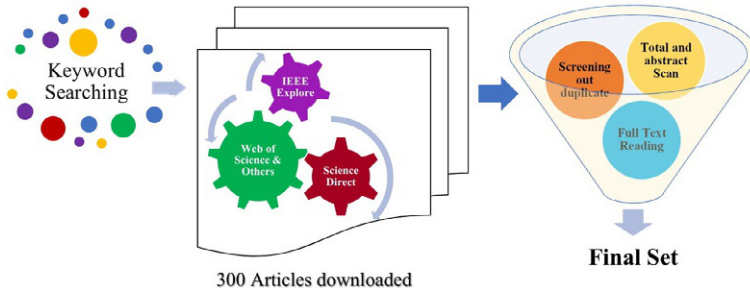 Keyword
Searching
IEEE
Explore
Web of
Science &
Others
Science
Direct
300 Articles downloaded
Screening
out
duplicate
Total and
abstract
Scan
Full Text
Reading
Final Set